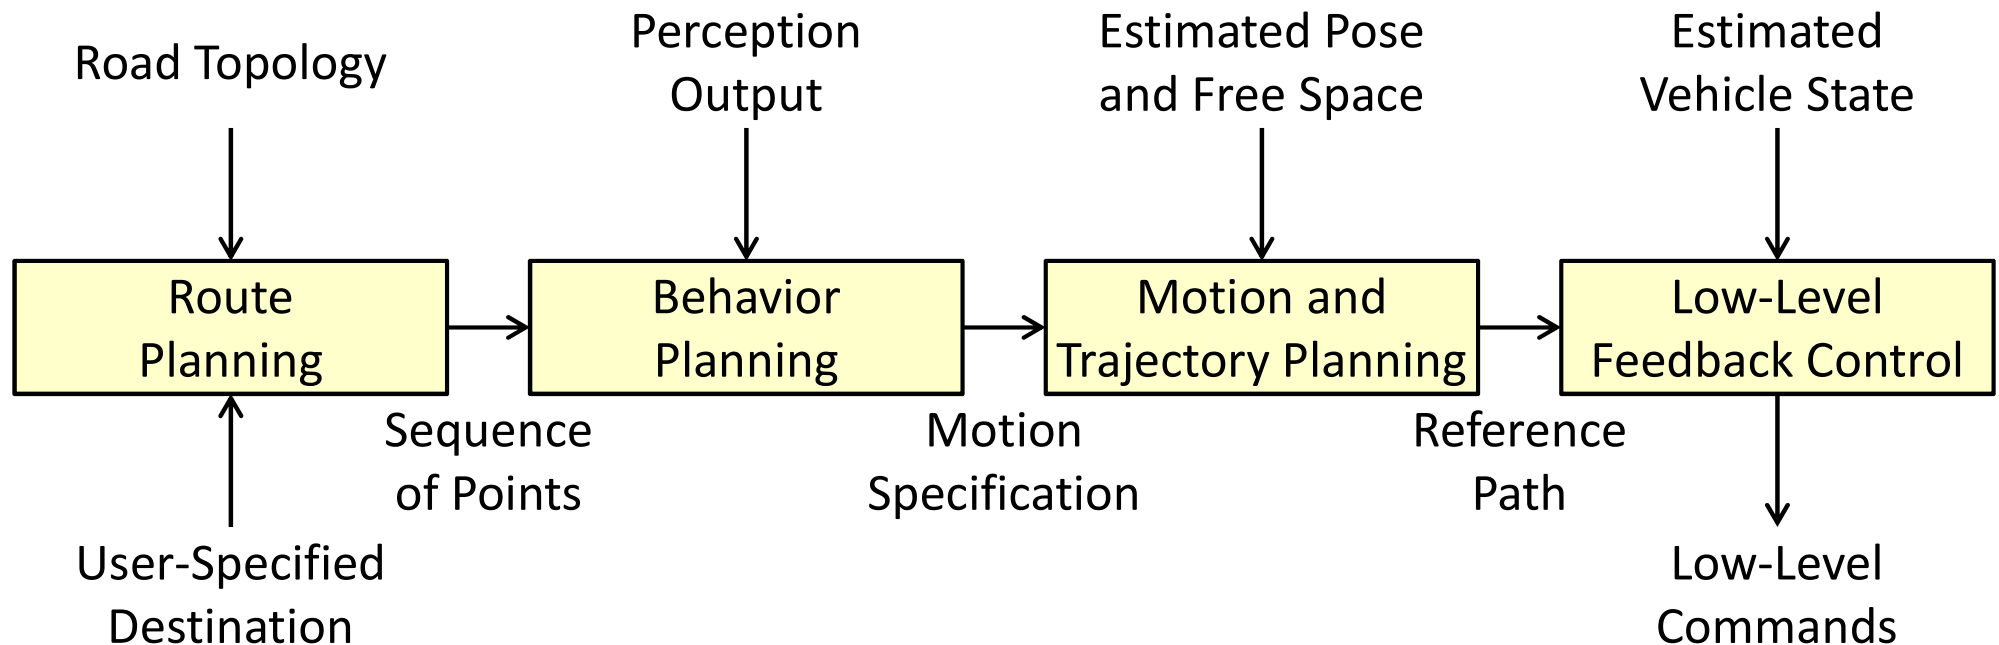 Road Topology
Perception
Output
Estimated Pose
and Free Space
Estimated
Vehicle State
Route
Planning
Behavior
Planning
Motion and
Trajectory Planning
Low-Level
Feedback Control
Sequence
of Points
Motion
Specification
Reference
Path
User-Specified
Destination
Low-Level
Commands